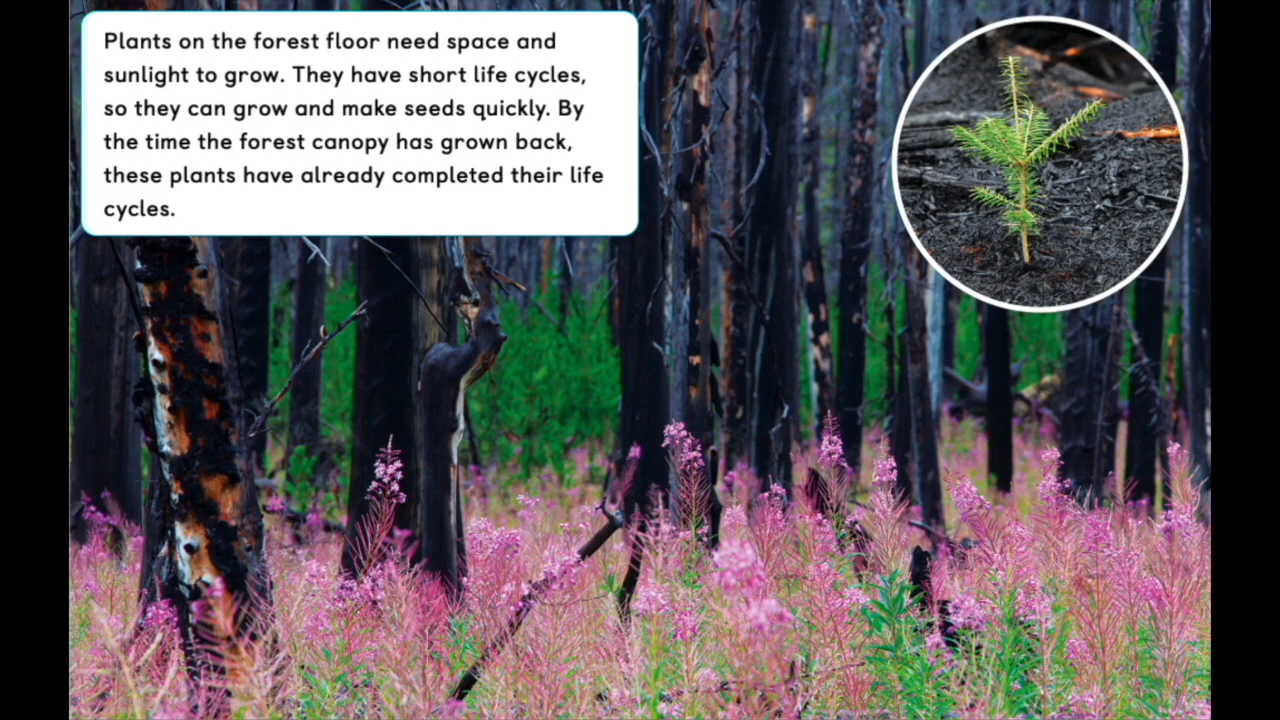 Plants on the forest floor need space and
sunlight to grow. They have short life cycles,
so they can grow and make seeds quickly. By
the time the forest canopy has grown back,
these plants have already completed their life
cycles.